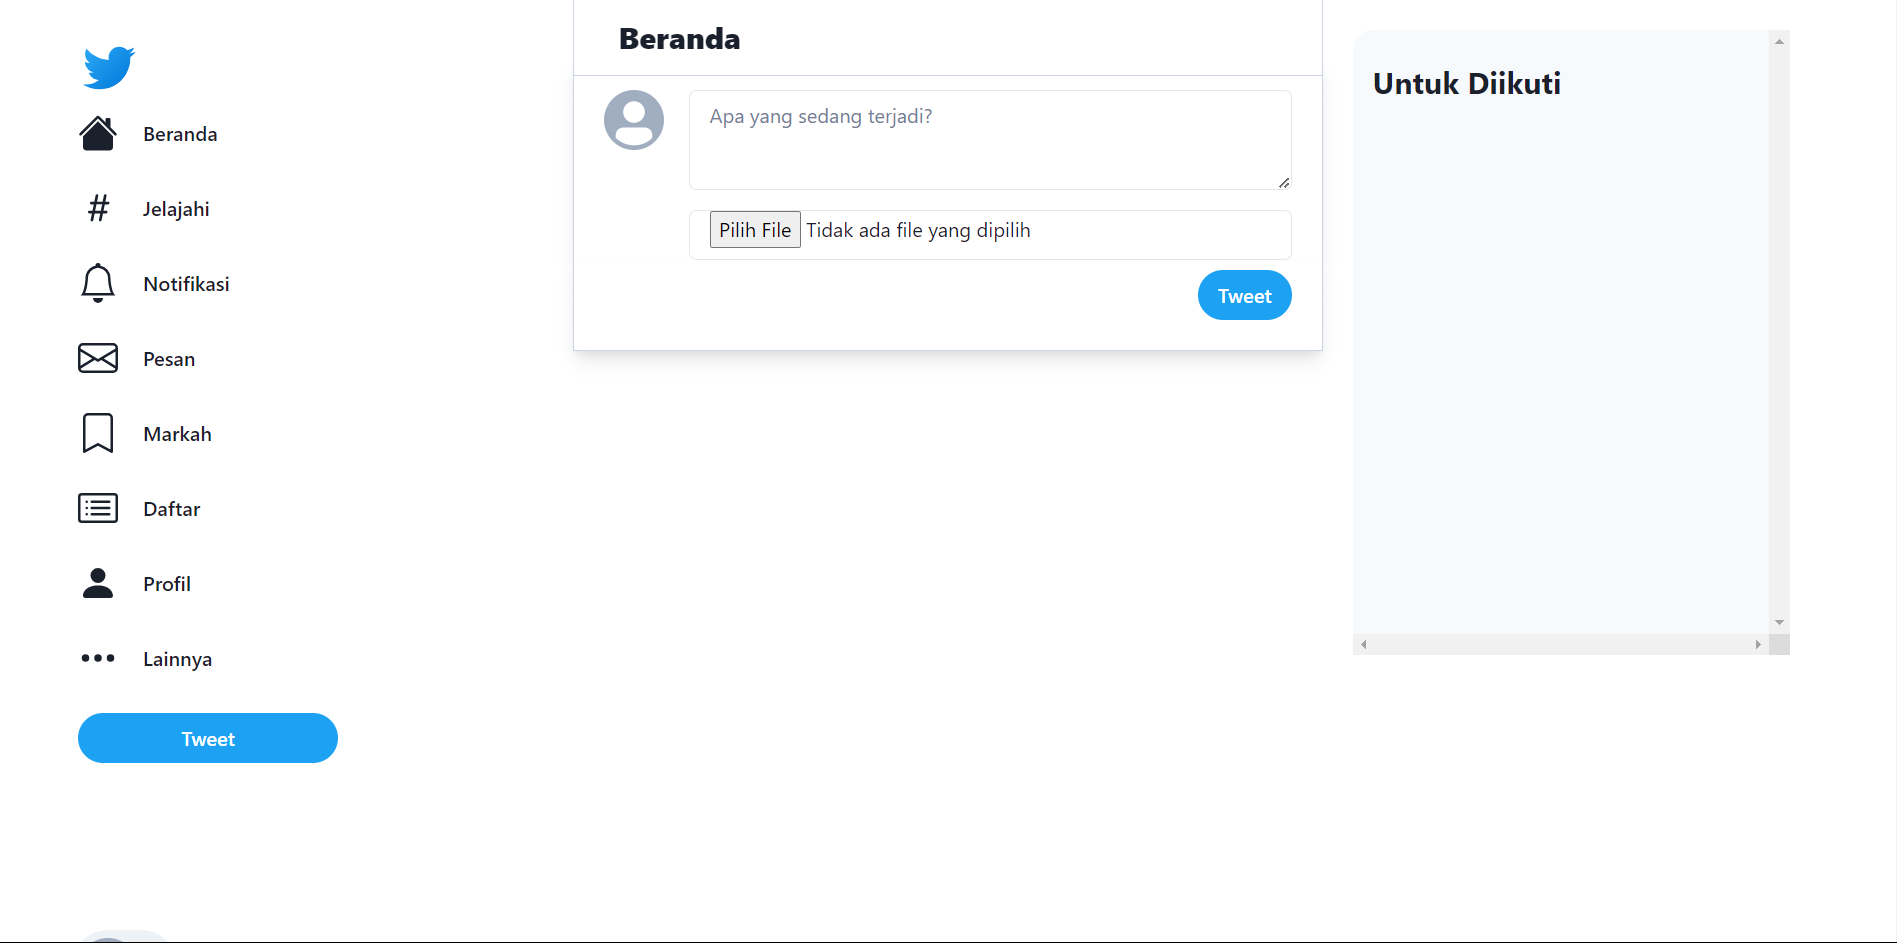 Beranda
Jelajahi
Notifikasi
Pesan
Markah
Daftar
Profil
Lainnya
Tweet
Beranda
Apa yang sedang terjadi?
Pilih File Tidak ada file yang dipilih
Tweet
Untuk Diikuti